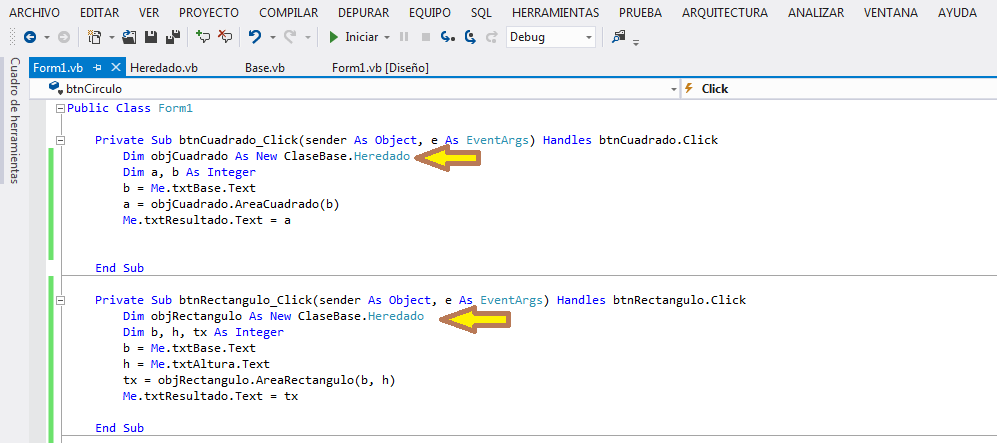 ARCHIVO EDITAR VER PROYECTO COMPILAR DEPURAR EQUIPO SQL HERRAMIENTAS PRUEBA ARQUITECTURA ANALIZAR VENTANA AYUDA
Iniciar Debug
Cuadro de herramientas
Form1.vb Heredado.vb Base.vb Form1.vb [Diseño]
btnCirculo Click
Public Class Form1
Private Sub btnCuadrado_Click(sender As Object, e As EventArgs) Handles btnCuadrado.Click
Dim objCuadrado As New ClaseBase.Heredado
Dim a, b As Integer
b = Me.txtBase.Text
a = objCuadrado.AreaCuadrado(b)
Me.txtResultado.Text = a
End Sub
Private Sub btnRectangulo_Click(sender As Object, e As EventArgs) Handles btnRectangulo.Click
Dim objRectangulo As New ClaseBase.Heredado
Dim b, h, tx As Integer
b = Me.txtBase.Text
h = Me.txtAltura.Text
tx = objRectangulo.AreaRectangulo(b, h)
Me.txtResultado.Text = tx
End Sub